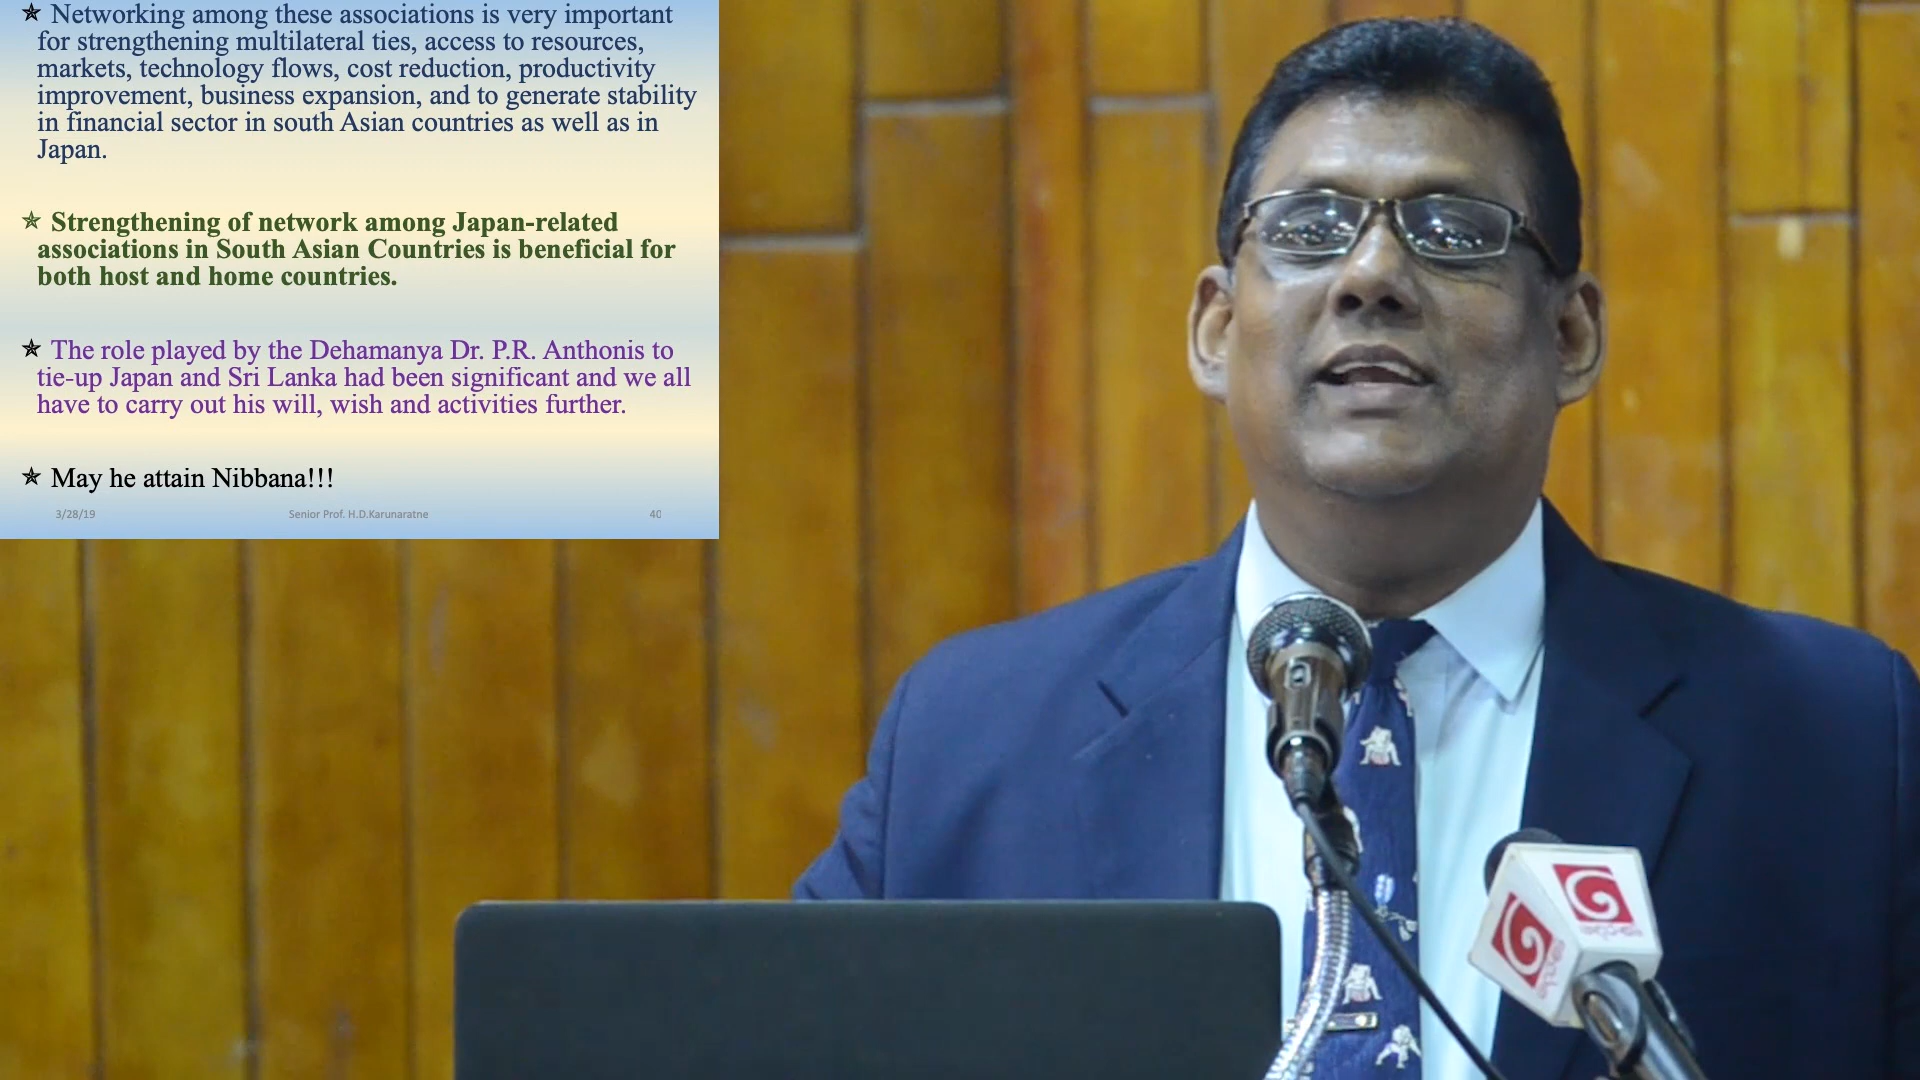 ✯ Networking among these associations is very important
for strengthening multilateral ties, access to resources,
markets, technology flows, cost reduction, productivity
improvement, business expansion, and to generate stability
in financial sector in south Asian countries as well as in
Japan.
✯ Strengthening of network among Japan-related
associations in South Asian Countries is beneficial for
both host and home countries.
✯ The role played by the Dehamanya Dr. P.R. Anthonis to
tie-up Japan and Sri Lanka had been significant and we all
have to carry out his will, wish and activities further.
✯ May he attain Nibbana!!!
3/28/19 Senior Prof. H.D.Karunaratne 40